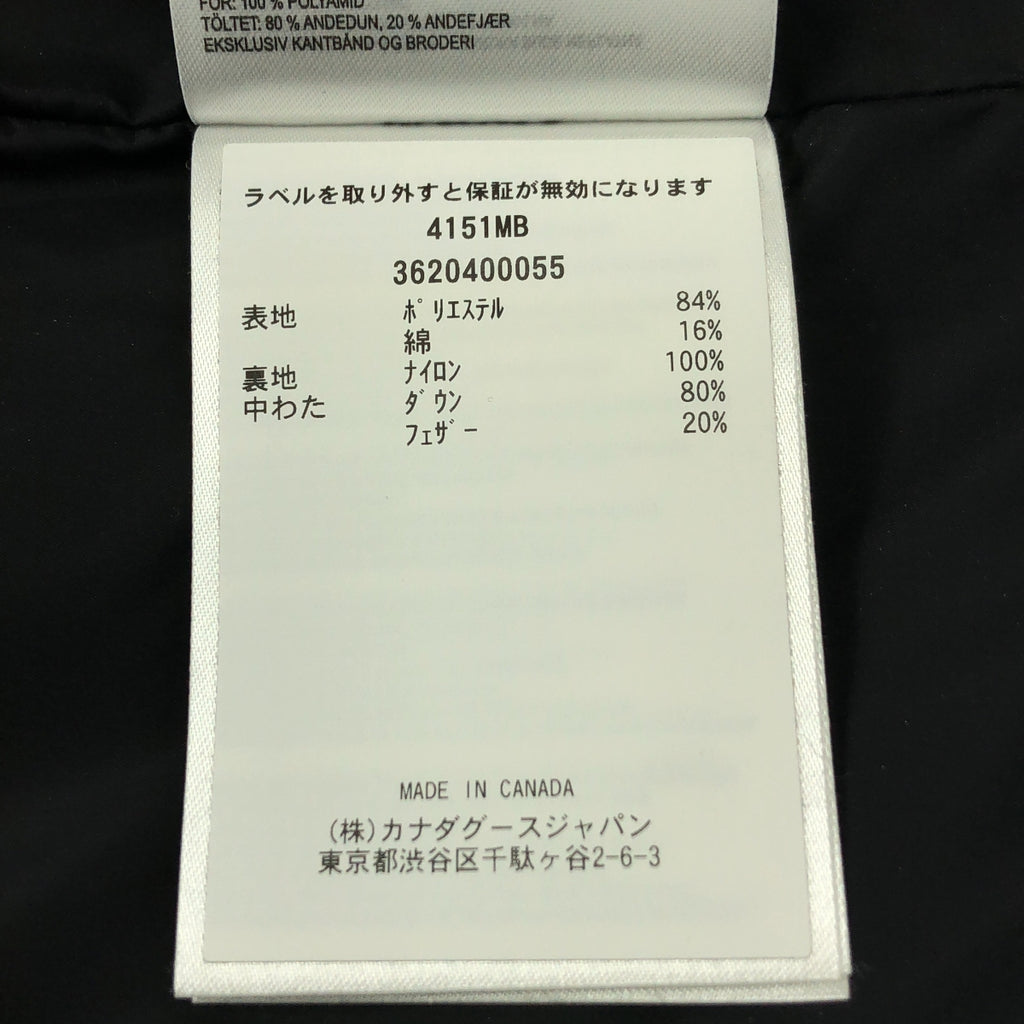 FÔR: 100 % POLYAMID
TÖLTET: 80 % ANDEDUN, 20 % ANDEFJÆR
EKSKLUSIV KANTBÅND OG BRODERI
ラベルを取り外すと保証が無効になります
4151MB
3620400055
表地 ﾎﾟﾘｴｽﾃﾙ 84%
綿 16%
裏地 ﾅｲﾛﾝ 100%
中わた ﾀﾞｳﾝ 80%
ﾌｪｻﾞｰ 20%
MADE IN CANADA
(株)カナダグースジャパン
東京都渋谷区千駄ヶ谷2-6-3